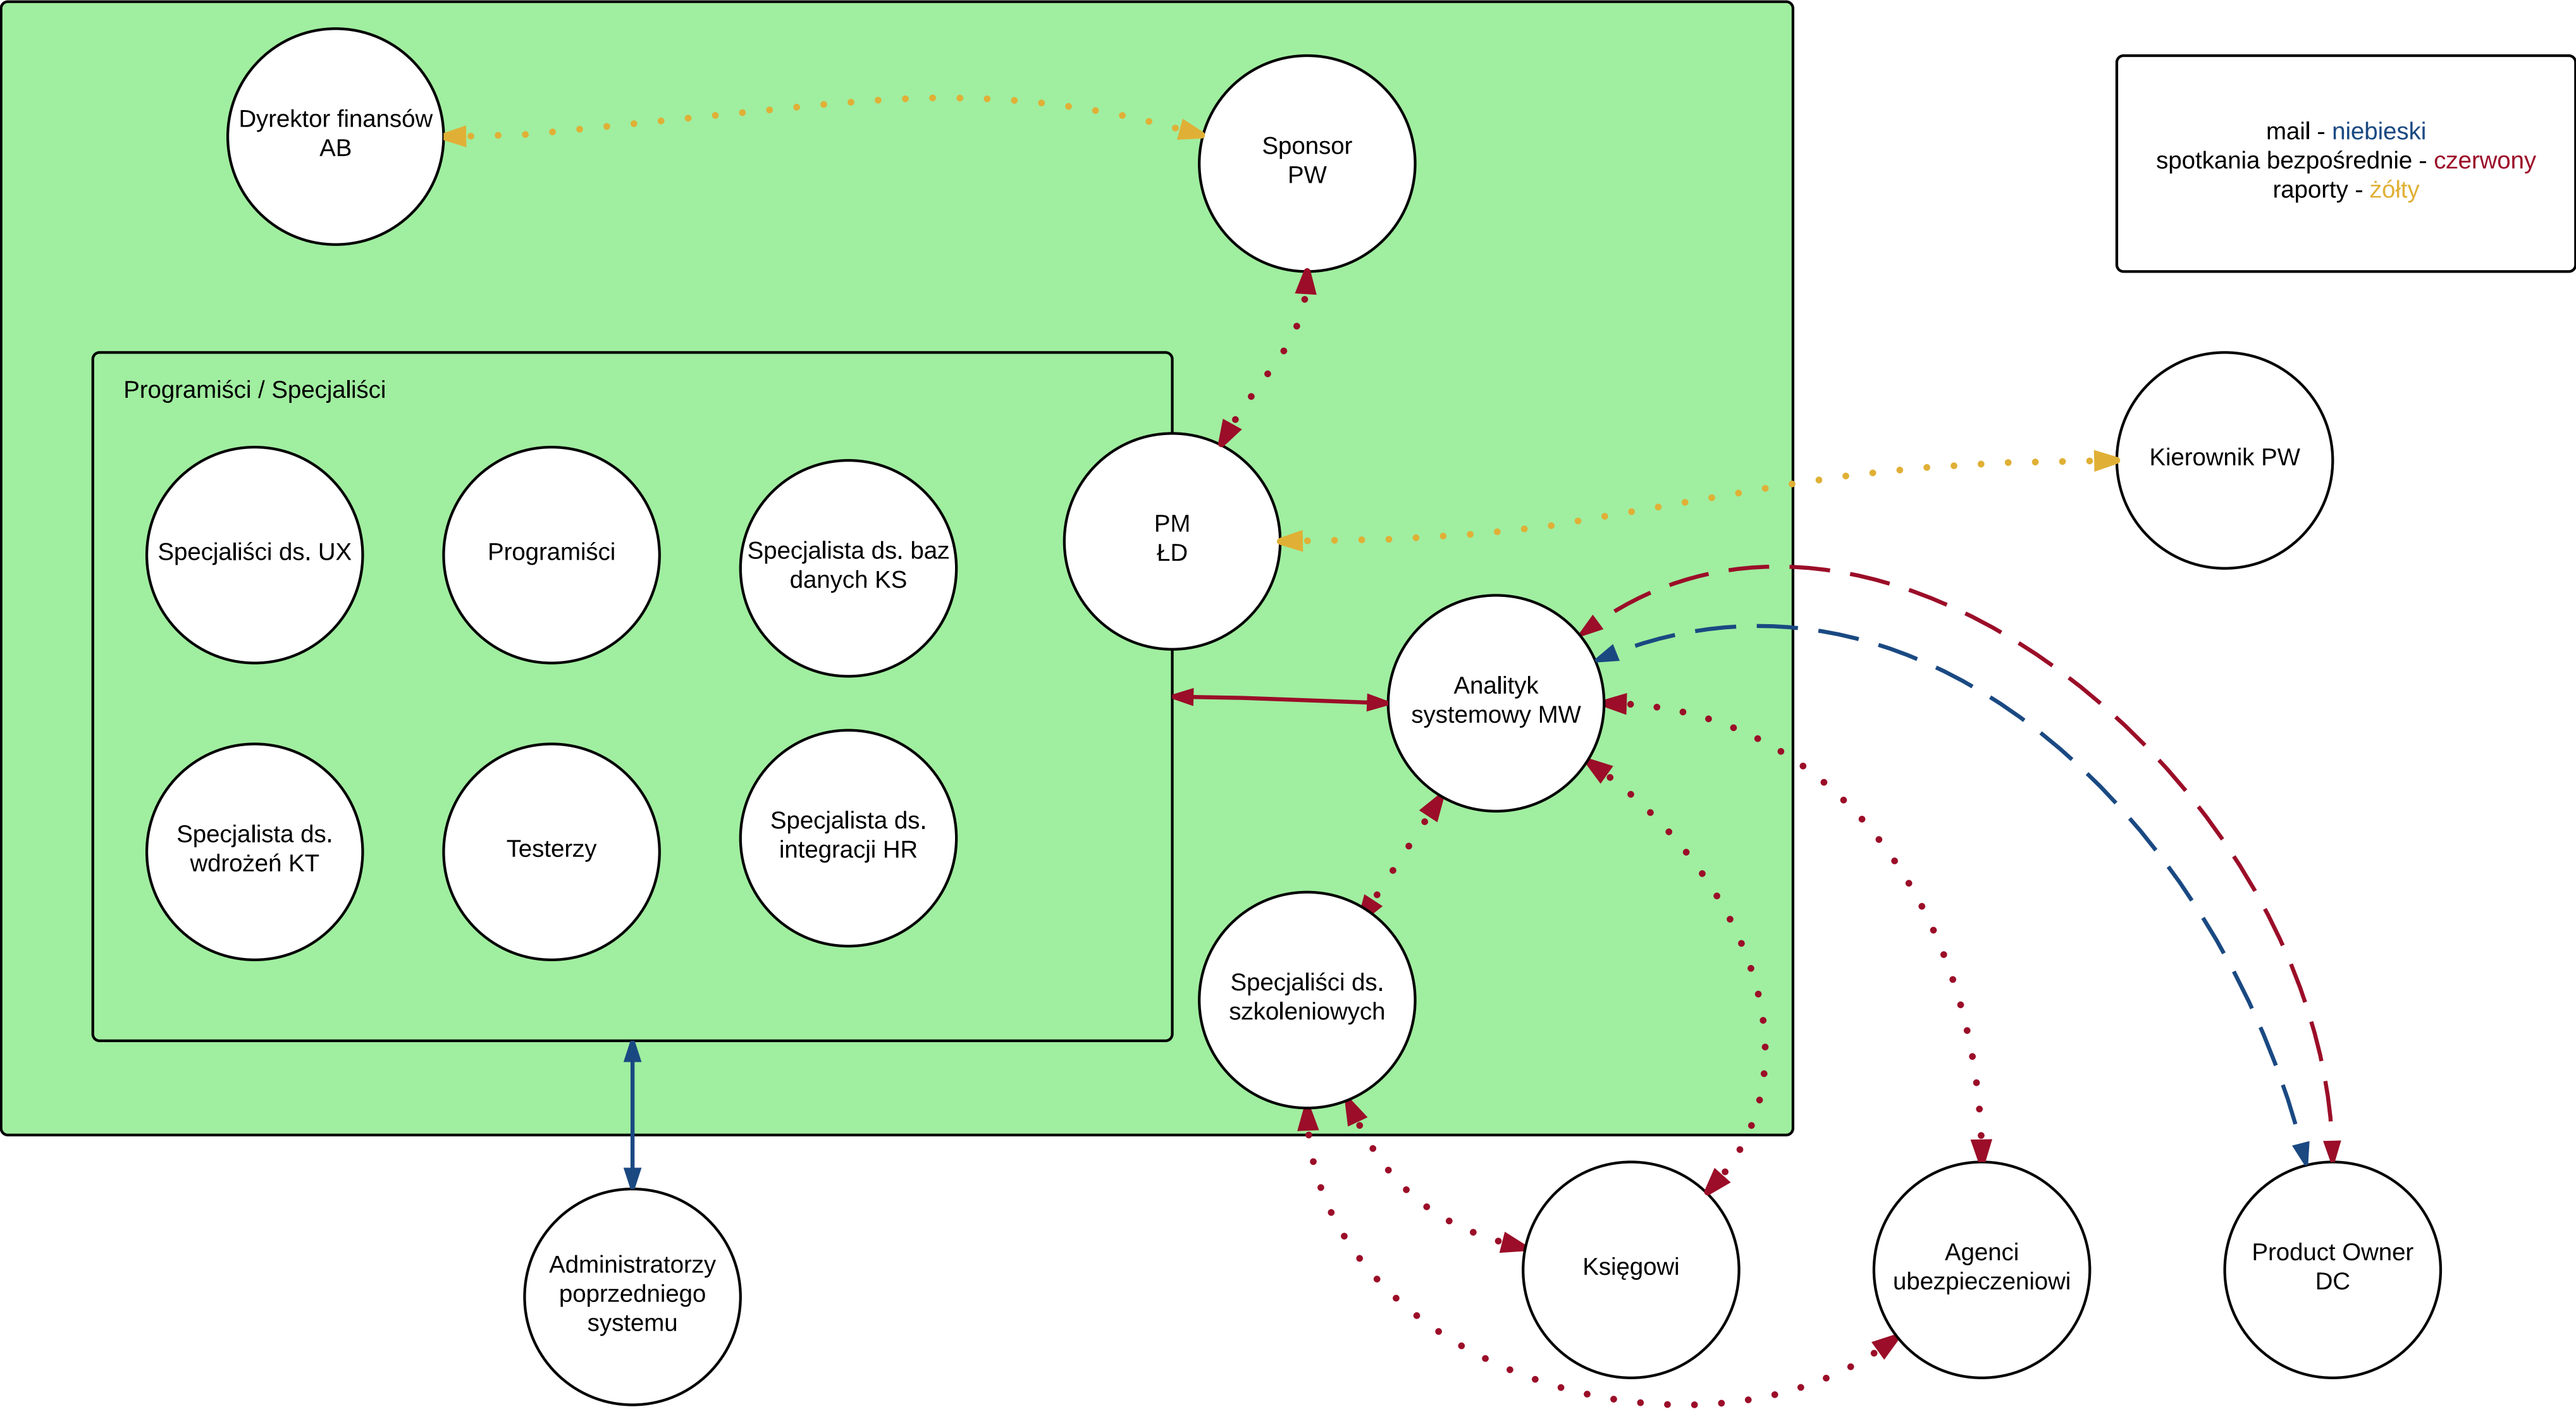 Dyrektor finansów
AB
Sponsor
PW
mail - niebieski
spotkania bezpośrednie - czerwony
raporty - żółty
Programiści / Specjaliści
Kierownik PW
Specjaliści ds. UX
Programiści
Specjalista ds. baz
danych KS
PM
ŁD
Analityk
systemowy MW
Specjalista ds.
wdrożeń KT
Testerzy
Specjalista ds.
integracji HR
Specjaliści ds.
szkoleniowych
Administratorzy
poprzedniego
systemu
Księgowi
Agenci
ubezpieczeniowi
Product Owner
DC